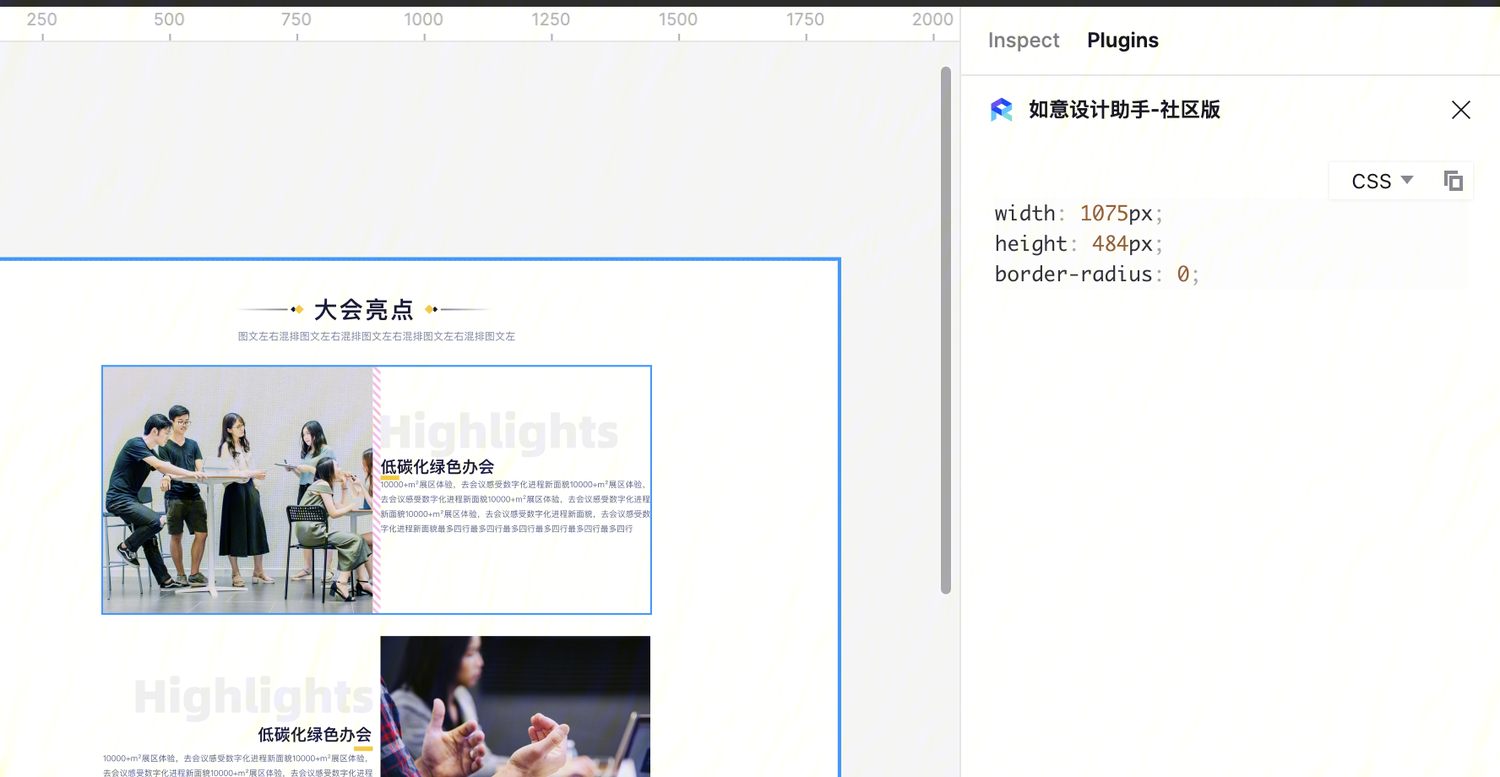 250 500 750 1000 1250 1500 1750 2000
Inspect Plugins
如意设计助手-社区版
CSS
width: 1075px;
height: 484px;
border-radius: 0;
大会亮点
图文左右混排图文左右混排图文左右混排图文左右混排图文左
Highlights
低碳化绿色办会
10000+m²展区体验，去会议感受数字化进程新面貌10000+m²展区体验，
去会议感受数字化进程新面貌10000+m²展区体验，去会议感受数字化进程
新面貌10000+m²展区体验，去会议感受数字化进程新面貌，去会议感受数
字化进程新面貌最多四行最多四行最多四行最多四行最多四行最多四行
Highlights
低碳化绿色办会
10000+m²展区体验，去会议感受数字化进程新面貌10000+m²展区体验，
去会议感受数字化进程新面貌10000+m²展区体验，去会议感受数字化进程